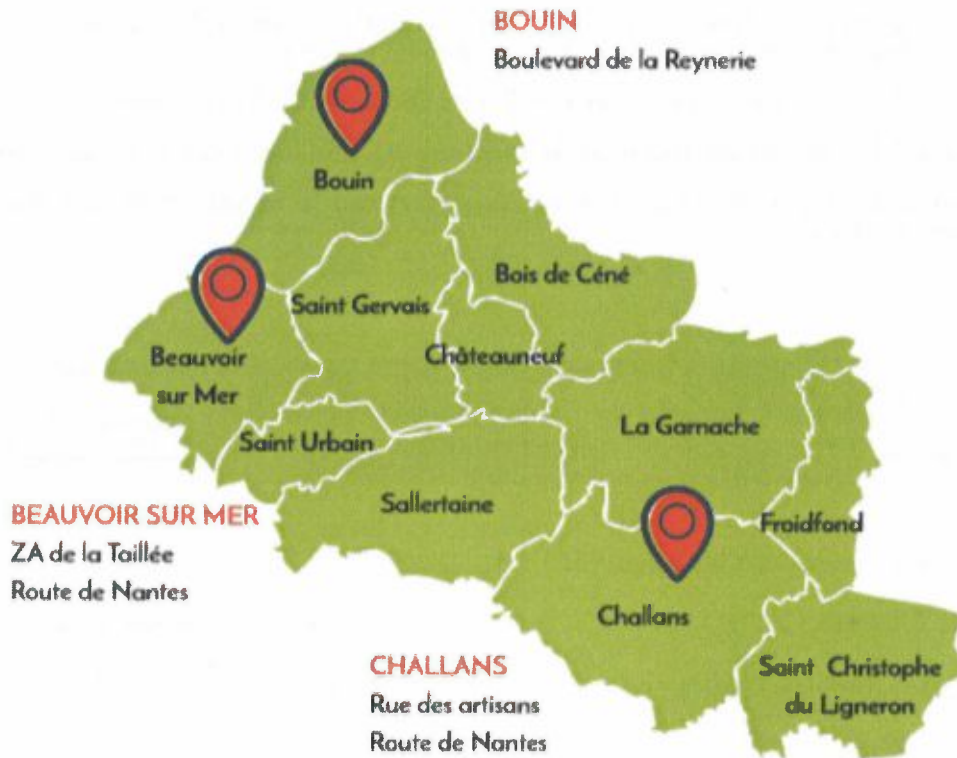 BOUIN
Boulevard de la Reynerie
Bouin
Bois de Céné
Saint Gervais
Châteauneuf
Beauvoir
sur Mer
La Garnache
Saint Urbain
Sallertaine
BEAUVOIR SUR MER
ZA de la Taillée
Route de Nantes
Froidfond
Challans
CHALLANS
Rue des artisans
Route de Nantes
Saint Christophe
du Ligneron